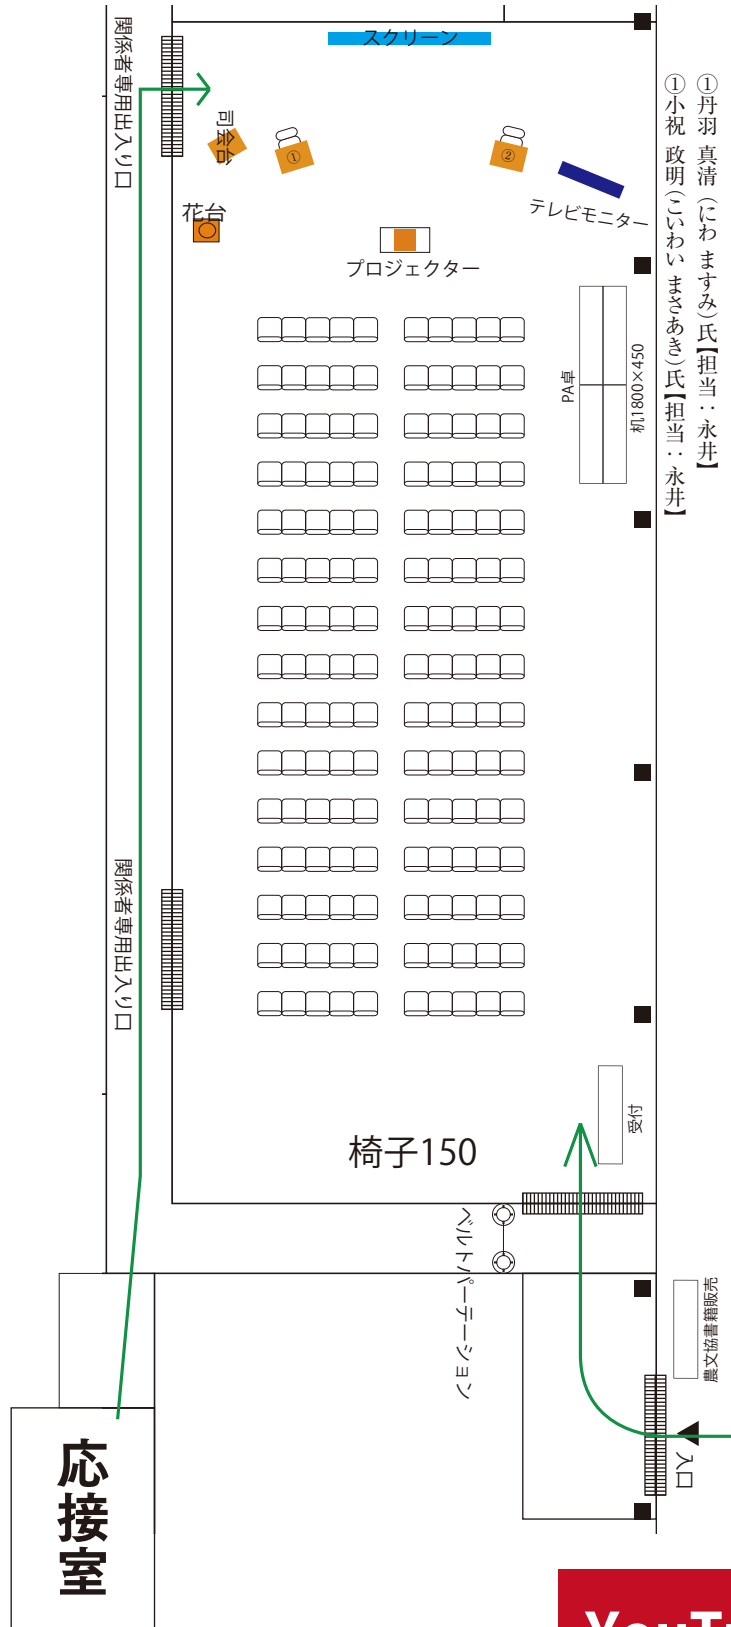 ①丹羽 真清（にわ ますみ）氏【担当：永井】
①小祝 政明（こいわい まさあき）氏【担当：永井】
関係者専用出入り口
スクリーン
司会台
①
②
テレビモニター
花台
プロジェクター
PA卓
机1800×450
関係者専用出入り口
受付
椅子150
ベルトパーテーション
農文協書籍販売
入口
応接室